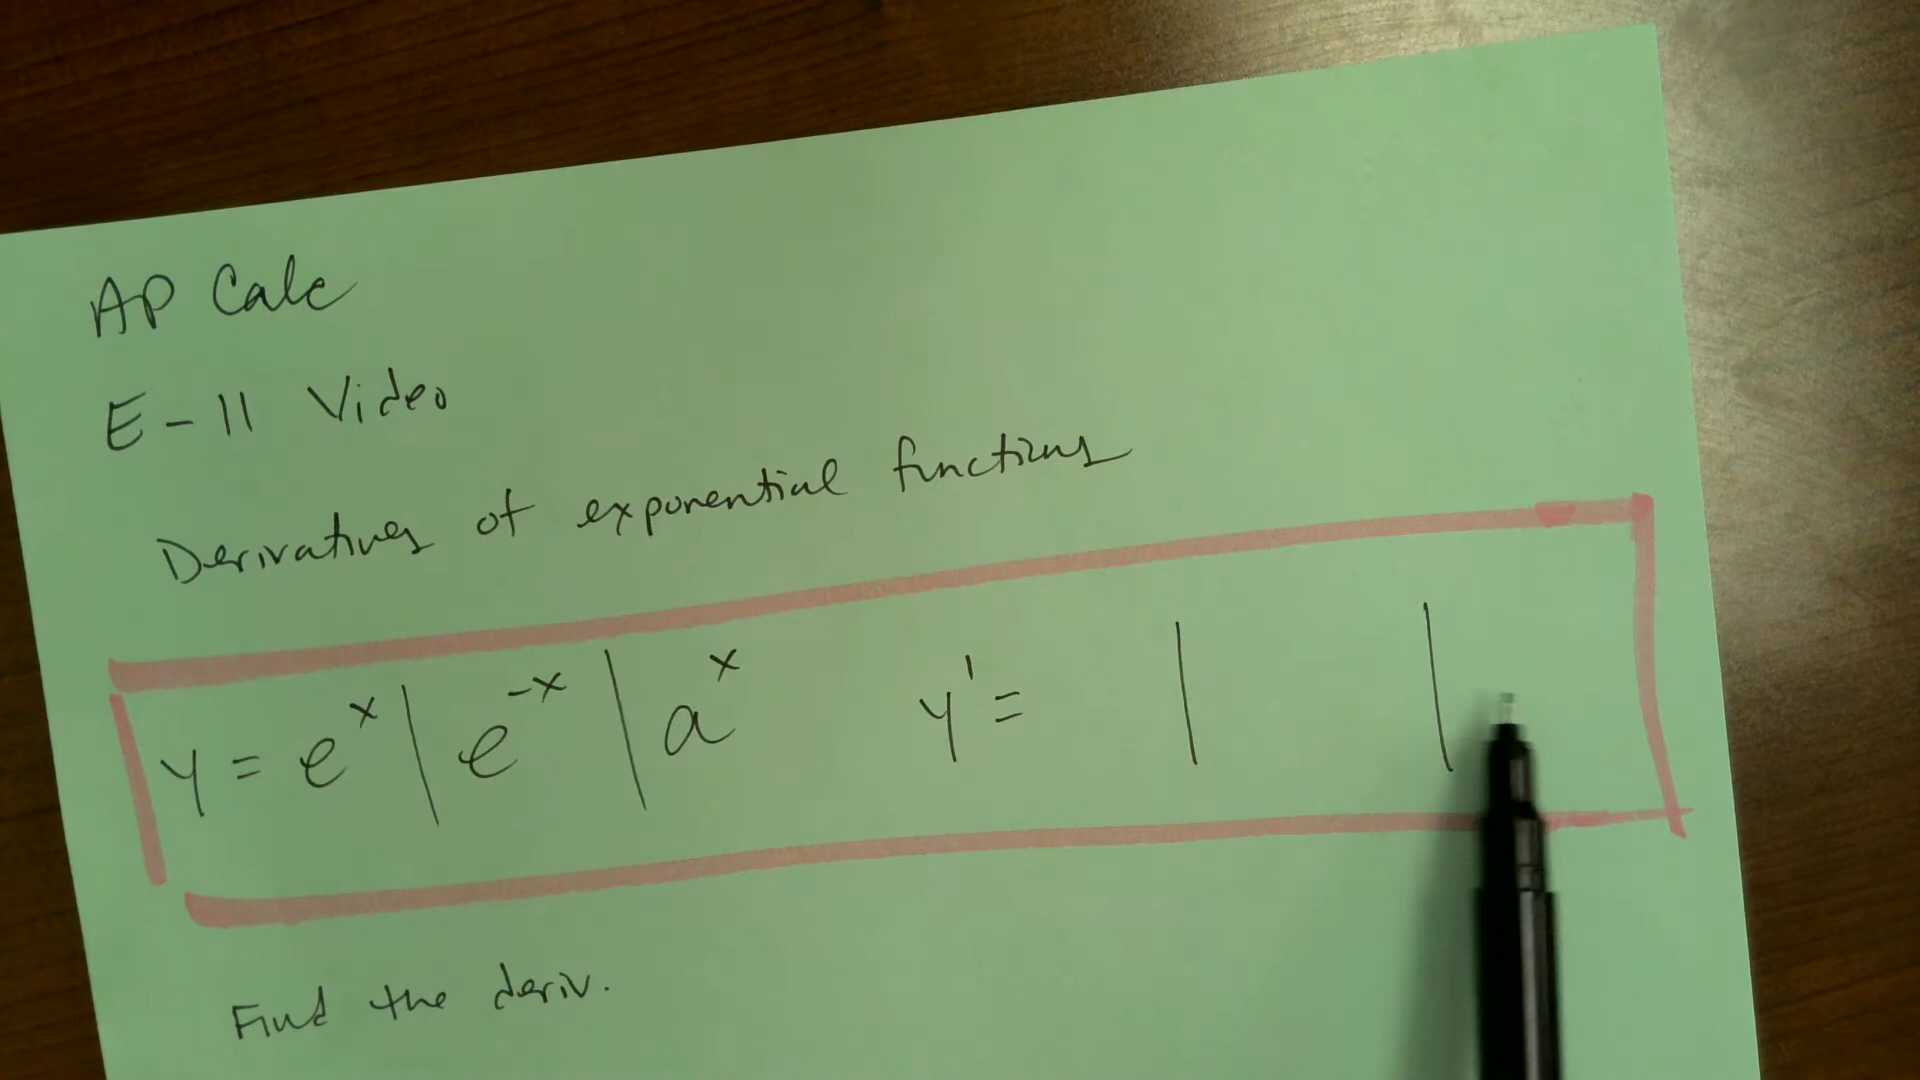 AP Calc
E-11 Video
Derivatives of exponential functions
y = e^x | e^-x | a^x y' = | |
Find the deriv.